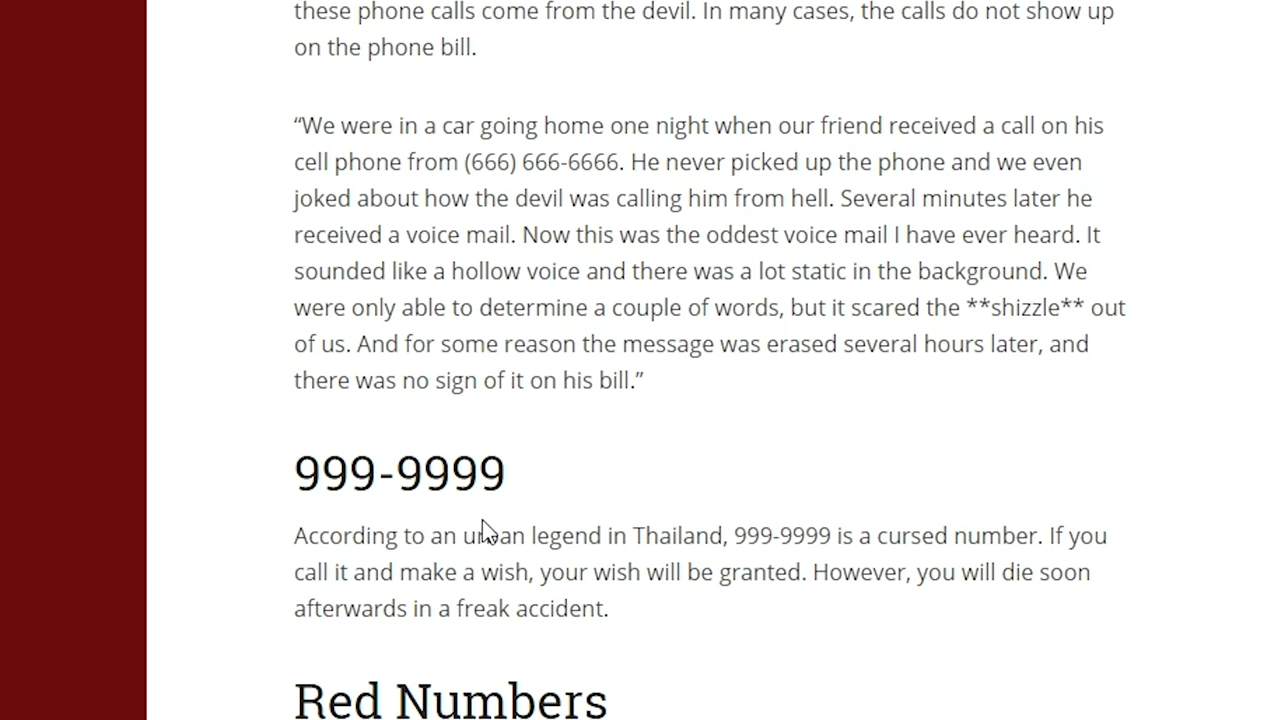 these phone calls come from the devil. In many cases, the calls do not show up
on the phone bill.
“We were in a car going home one night when our friend received a call on his
cell phone from (666) 666-6666. He never picked up the phone and we even
joked about how the devil was calling him from hell. Several minutes later he
received a voice mail. Now this was the oddest voice mail I have ever heard. It
sounded like a hollow voice and there was a lot static in the background. We
were only able to determine a couple of words, but it scared the **shizzle** out
of us. And for some reason the message was erased several hours later, and
there was no sign of it on his bill.”
999-9999
According to an urban legend in Thailand, 999-9999 is a cursed number. If you
call it and make a wish, your wish will be granted. However, you will die soon
afterwards in a freak accident.
Red Numbers